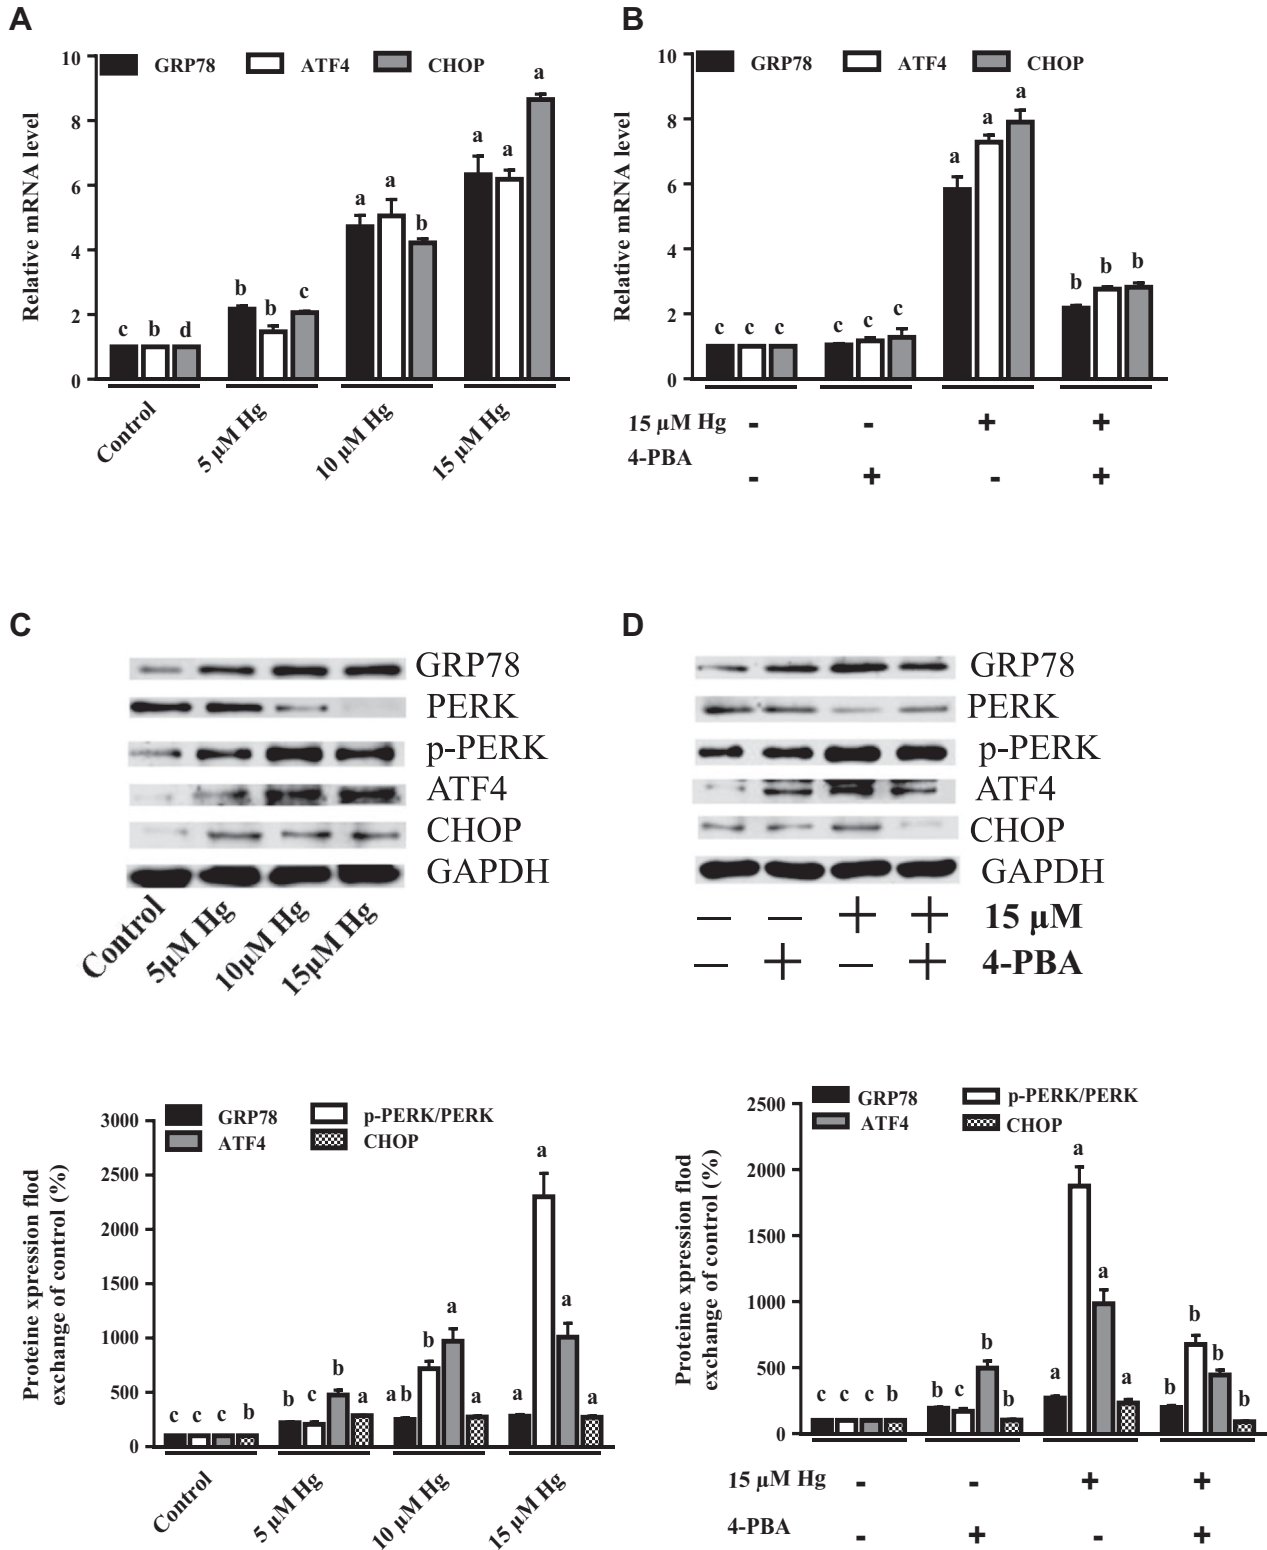 A
10
8
6
4
2
0
Relative mRNA level
GRP78 ATF4 CHOP
c b d
b b c
a a b
a a a
Control 5 μM Hg 10 μM Hg 15 μM Hg
B
10
8
6
4
2
0
Relative mRNA level
GRP78 ATF4 CHOP
c c c
c c c
a a a
b b b
15 μM Hg - - + +
4-PBA
- + - +
C
GRP78
PERK
p-PERK
ATF4
CHOP
GAPDH
Control 5μM Hg 10μM Hg 15μM Hg
D
GRP78
PERK
p-PERK
ATF4
CHOP
GAPDH
— — + + 15 μM
— + — + 4-PBA
3000
2500
2000
1500
1000
500
0
Proteine xpression flod
exchange of control (%)
GRP78 p-PERK/PERK
ATF4 CHOP
c c c b
b c b a
a b b a a
a a a a
Control 5 μM Hg 10 μM Hg 15 μM Hg
2500
2000
1500
1000
500
0
Proteine xpression flod
exchange of control (%)
GRP78 p-PERK/PERK
ATF4 CHOP
c c c b
b c b b
a a a a
b b b b
15 μM Hg - - + +
4-PBA - + - +